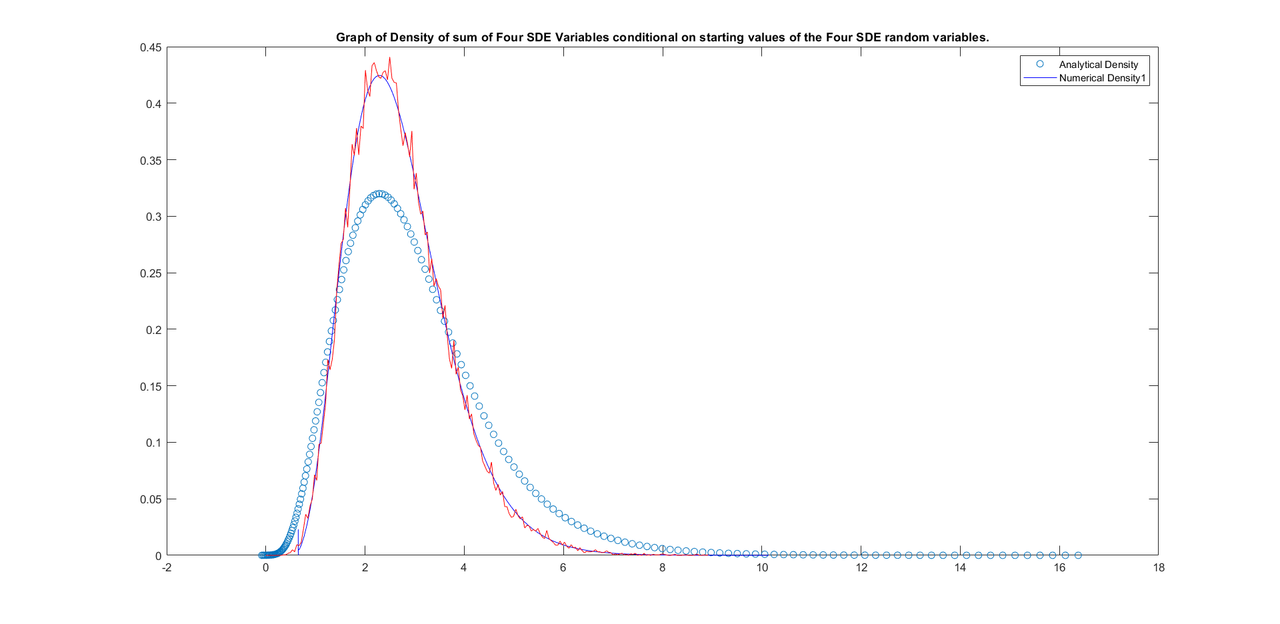 Graph of Density of sum of Four SDE Variables conditional on starting values of the Four SDE random variables.
Analytical Density
Numerical Density1
0.45
0.4
0.35
0.3
0.25
0.2
0.15
0.1
0.05
0
-2 0 2 4 6 8 10 12 14 16 18